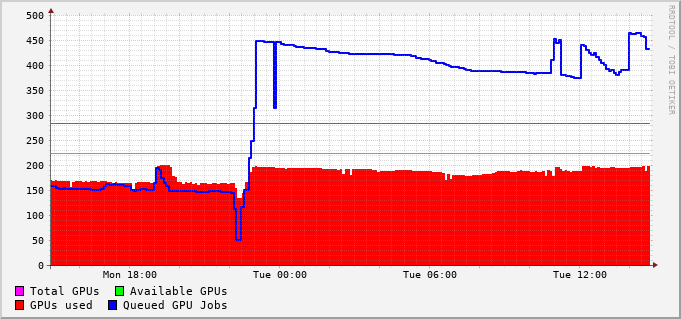 500
450
400
350
300
250
200
150
100
50
0
Mon 18:00 Tue 00:00 Tue 06:00 Tue 12:00
Total GPUs Available GPUs
GPUs used Queued GPU Jobs
RRDTOOL / TOBI OETIKER